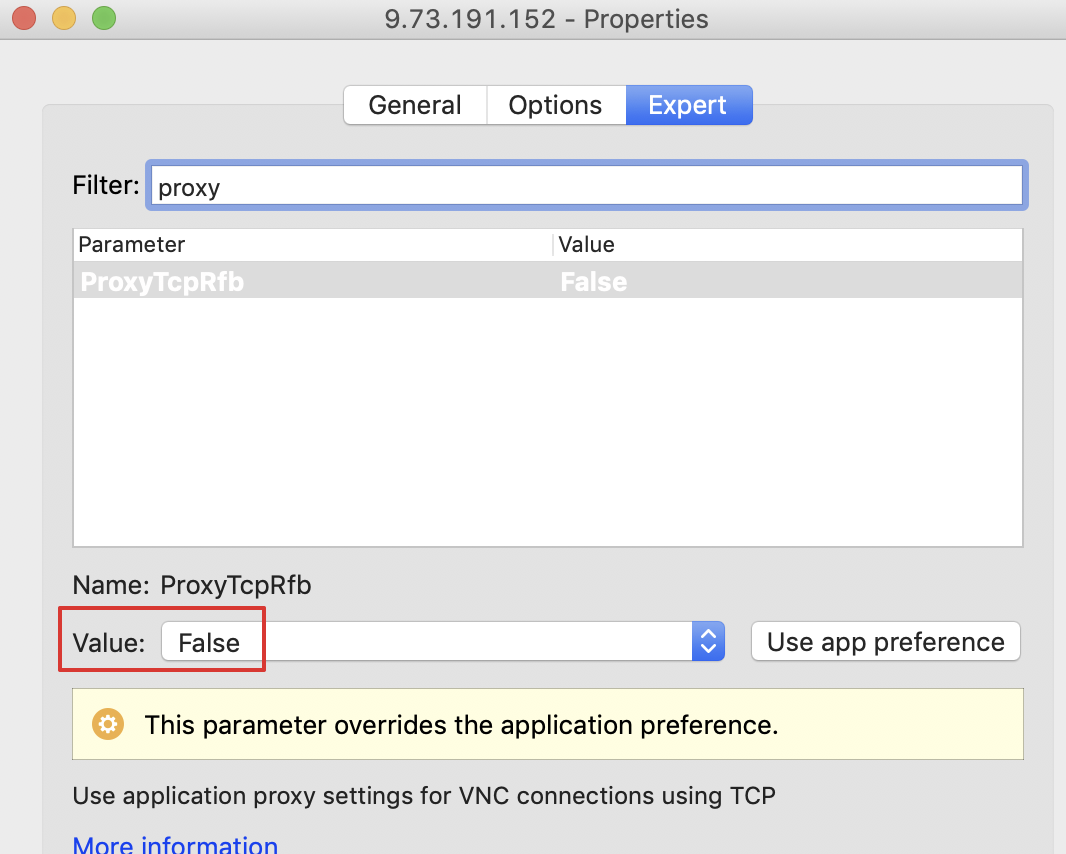 9.73.191.152 - Properties
General Options Expert
Filter: proxy
Parameter Value
ProxyTcpRfb False
Name: ProxyTcpRfb
Value: False Use app preference
This parameter overrides the application preference.
Use application proxy settings for VNC connections using TCP
More information